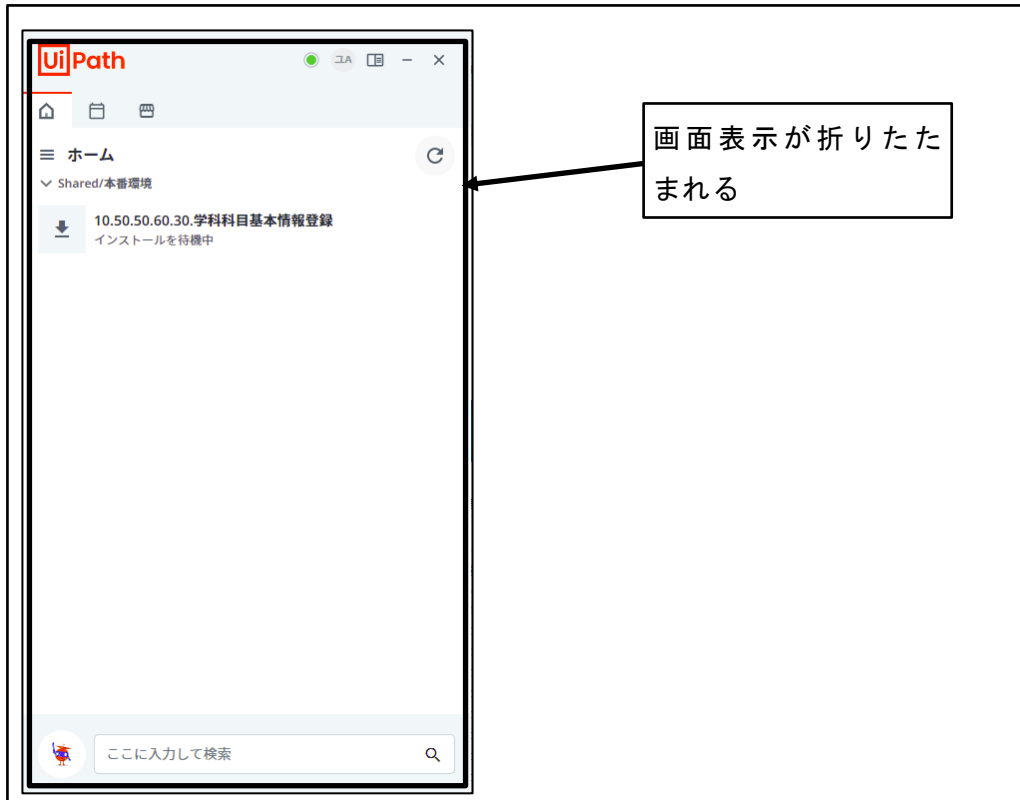 UiPath
ユA
ホーム
Shared/本番環境
10.50.50.60.30.学科科目基本情報登録
インストールを待機中
ここに入力して検索
画面表示が折りたた
まれる